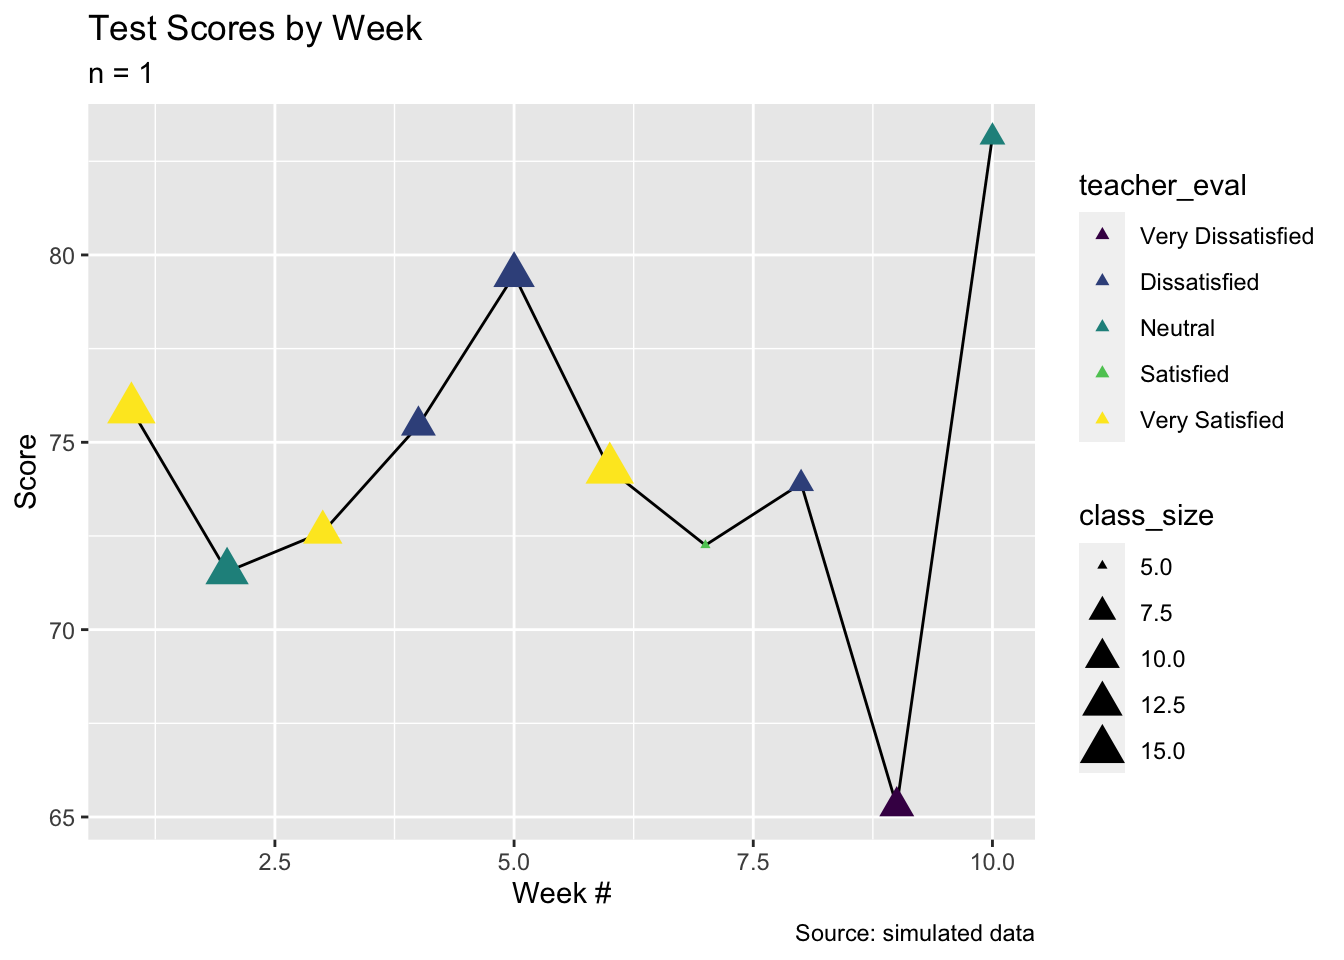 Test Scores by Week
n = 1
Score
80
75
70
65
2.5
5.0
7.5
10.0
Week #
Source: simulated data
teacher_eval
Very Dissatisfied
Dissatisfied
Neutral
Satisfied
Very Satisfied
class_size
5.0
7.5
10.0
12.5
15.0